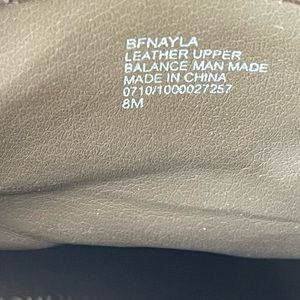 BFNAYLA
LEATHER UPPER
BALANCE MAN MADE
MADE IN CHINA
0710/1000027257
8M